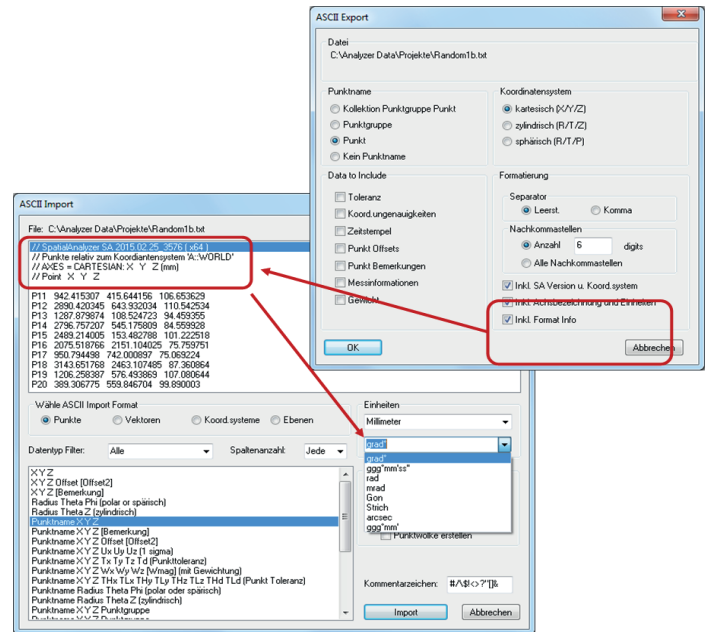 ASCII Export
Datei
C:\Analyzer Data\Projekte\Random1b.txt
Punktname
Kollektion Punktgruppe Punkt
Punktgruppe
Punkt
Kein Punktname
Koordinatensystem
kartesisch (X/Y/Z)
zylindrisch (R/T/Z)
sphärisch (R/T/P)
Data to Include
Toleranz
Koord.ungenauigkeiten
Zeitstempel
Punkt Offsets
Punkt Bemerkungen
Messinformationen
Gewicht
Formatierung
Separator
Leerst. Komma
Nachkommastellen
Anzahl 6 digits
Alle Nachkommastellen
Inkl. SA Version u. Koord.system
Inkl. Achsbezeichnung und Einheiten
Inkl. Format Info
OK Abbrechen
ASCII Import
File: C:\Analyzer Data\Projekte\Random1b.txt
// SpatialAnalyzer SA 2015.02.25_3576 ( x64 )
// Punkte relativ zum Koordiantensystem 'A::WORLD'
// AXES = CARTESIAN: X Y Z (mm)
// Point X Y Z
P11 942.415307 415.644156 106.653629
P12 2890.420345 643.932034 110.542534
P13 1287.879874 108.524723 94.459355
P14 2796.757207 545.175809 84.559928
P15 2489.214005 153.482788 101.222518
P16 2075.518766 2151.104025 75.759751
P17 950.794498 742.000897 75.069224
P18 3143.651768 2463.107485 87.360864
P19 1206.258387 576.493869 107.080644
P20 389.306775 559.846704 99.890003
Wähle ASCII Import Format
Punkte Vektoren Koord.systeme Ebenen
Datentyp Filter: Alle Spaltenanzahl: Jede
X Y Z
X Y Z Offset [Offset2]
X Y Z [Bemerkung]
Radius Theta Phi (polar or spärisch)
Radius Theta Z (zylindrisch)
Punktname X Y Z
Punktname X Y Z [Bemerkung]
Punktname X Y Z Offset [Offset2]
Punktname X Y Z Ux Uy Uz (1 sigma)
Punktname X Y Z Tx Ty Tz Td (Punkttoleranz)
Punktname X Y Z Wx Wy Wz [Wmag] (mit Gewichtung)
Punktname X Y Z THx TLx THy TLy THz TLz THd TLd (Punkt Toleranz)
Punktname Radius Theta Phi (polar oder spärisch)
Punktname Radius Theta Z (zylindrisch)
Punktname X Y Z Punktgruppe
Einheiten
Millimeter
grad°
grad°
ggg°mm'ss"
rad
mrad
Gon
Strich
arcsec
ggg°mm'
Punktwolke erstellen
Kommentarzeichen: #/\$!<>?"[]&
Import Abbrechen